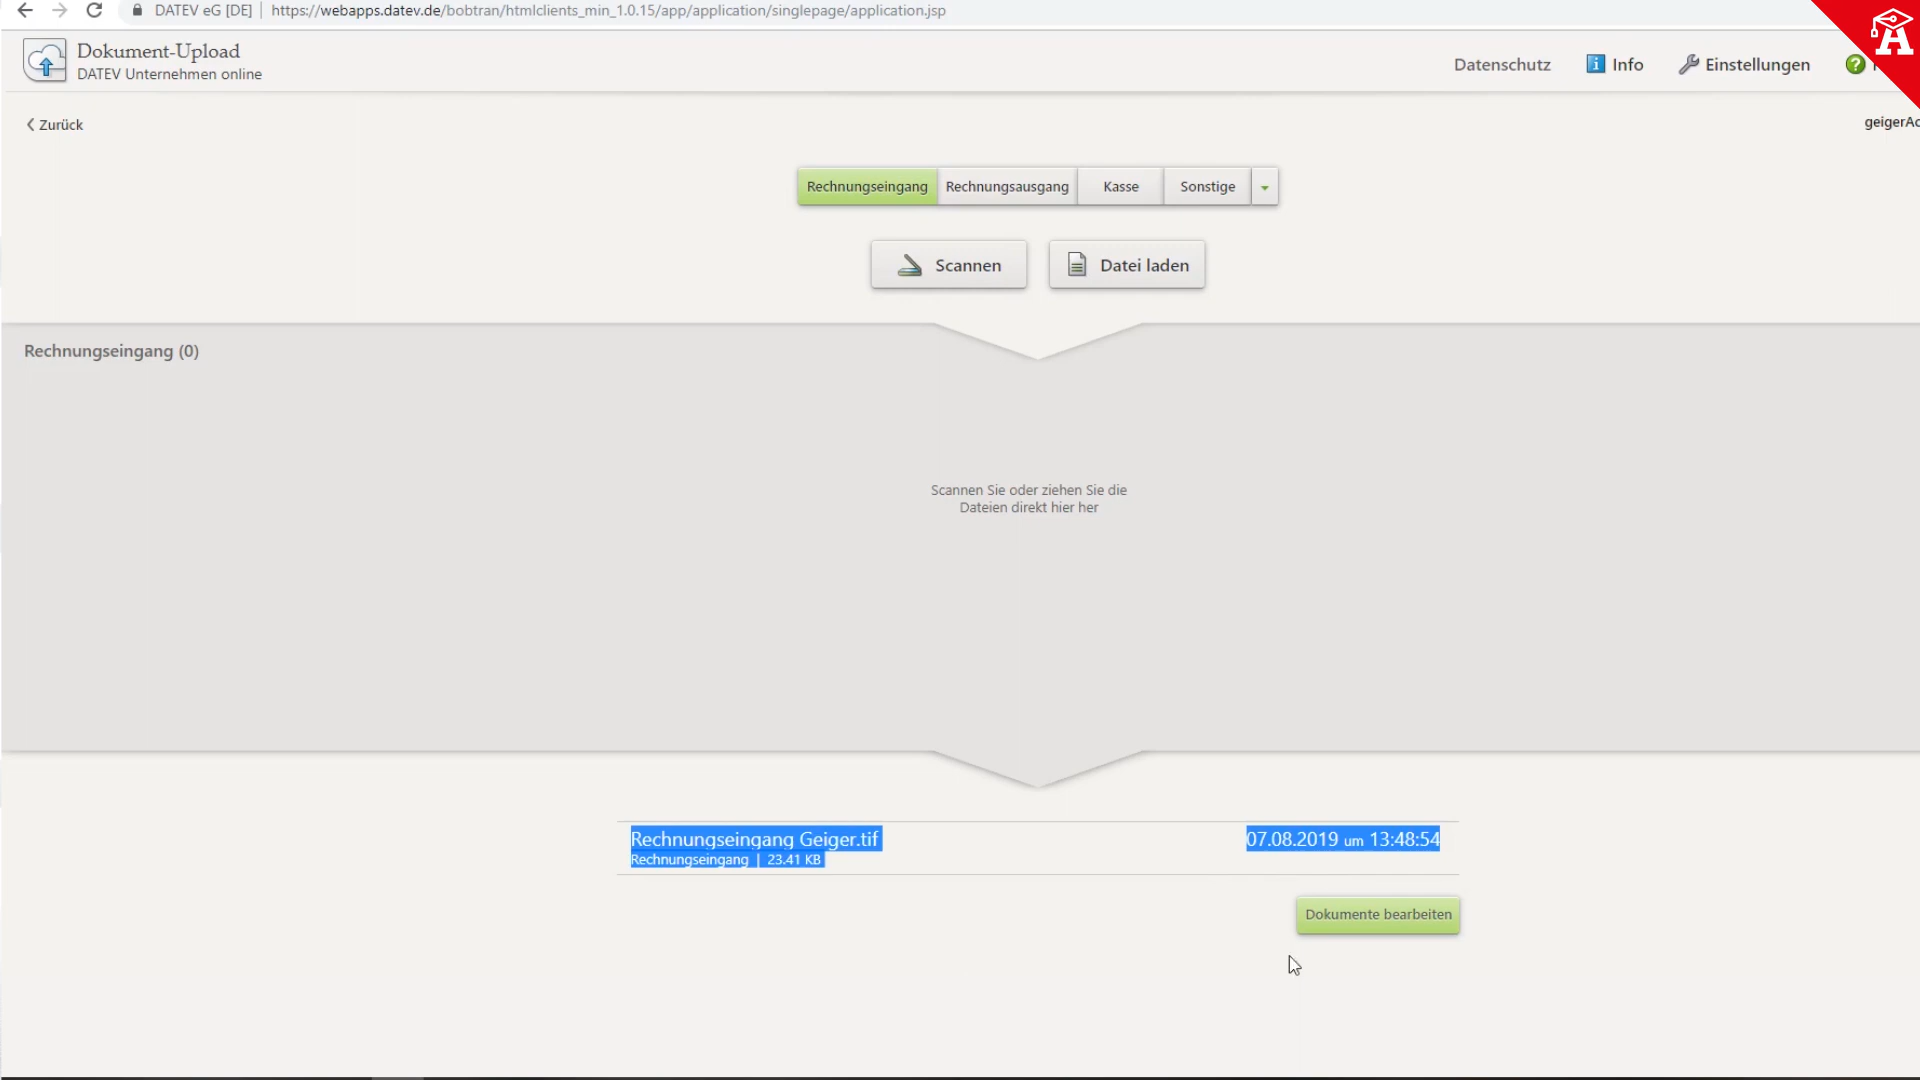 DATEV eG [DE] | https://webapps.datev.de/bobtran/htmlclients_min_1.0.15/app/application/singlepage/application.jsp
Dokument-Upload
DATEV Unternehmen online
Datenschutz
Info
Einstellungen
Zurück
geigerAc
Rechnungseingang
Rechnungsausgang
Kasse
Sonstige
Scannen
Datei laden
Rechnungseingang (0)
Scannen Sie oder ziehen Sie die
Dateien direkt hier her
Rechnungseingang Geiger.tif
07.08.2019 um 13:48:54
Rechnungseingang | 23.41 KB
Dokumente bearbeiten